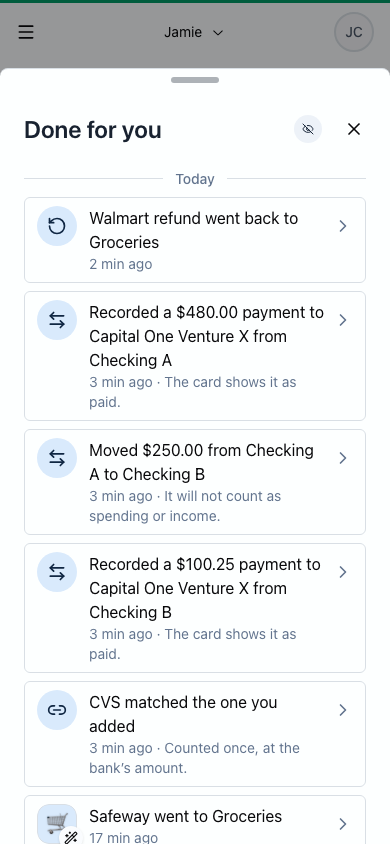 Jamie
JC
Done for you
Today
Walmart refund went back to
Groceries
2 min ago
Recorded a $480.00 payment to
Capital One Venture X from
Checking A
3 min ago · The card shows it as
paid.
Moved $250.00 from Checking
A to Checking B
3 min ago · It will not count as
spending or income.
Recorded a $100.25 payment to
Capital One Venture X from
Checking B
3 min ago · The card shows it as
paid.
CVS matched the one you
added
3 min ago · Counted once, at the
bank’s amount.
Safeway went to Groceries
17 min ago